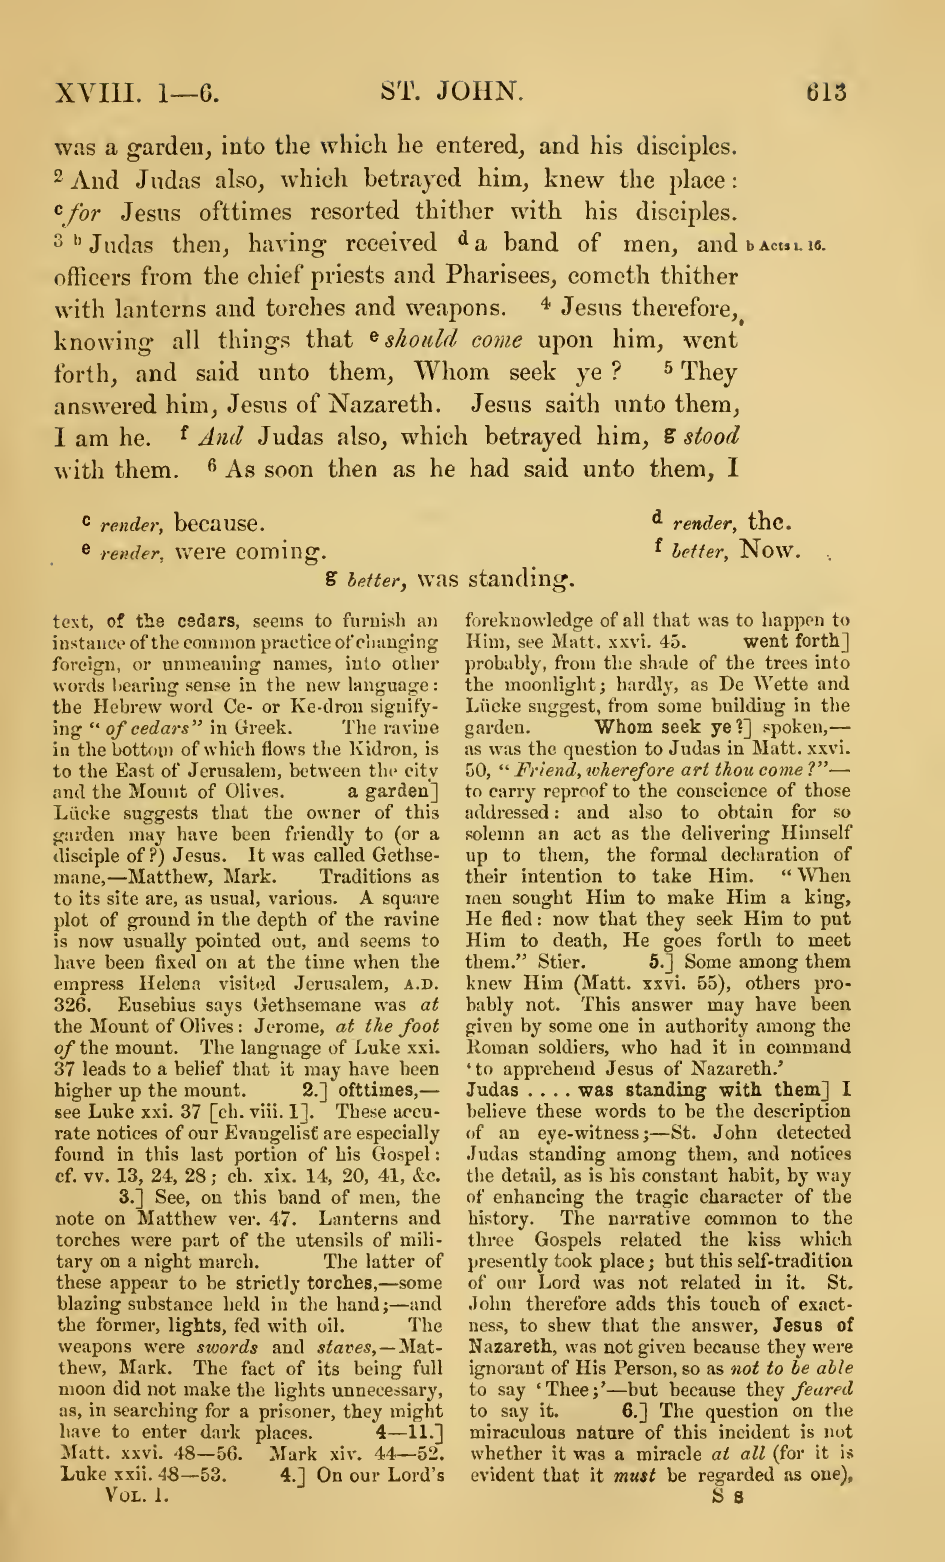 XVIII. 1—6. ST. JOHN. 613
was a garden, into the which he entered, and his disciples.
2 And Judas also, which betrayed him, knew the place :
c for Jesus ofttimes resorted thither with his disciples.
3 b Judas then, having received d a band of men, and b Acts i. 16.
officers from the chief priests and Pharisees, cometh thither
with lanterns and torches and weapons. 4 Jesus therefore,
knowing all things that e should come upon him, went
forth, and said unto them, Whom seek ye ? 5 They
answered him, Jesus of Nazareth. Jesus saith unto them,
I am he. f And Judas also, which betrayed him, g stood
with them. 6 As soon then as he had said unto them, I
c render, because. d render, the.
e render, were coming. f better, Now.
g better, was standing.
text, of the cedars, seems to furnish an
instance of the common practice of changing
foreign, or unmeaning names, into other
words bearing sense in the new language :
the Hebrew word Ce- or Ke-dron signify-
ing " of cedars" in Greek. The ravine
in the bottom of which flows the Kidron, is
to the East of Jerusalem, between the city
and the Mount of Olives. a garden]
Lücke suggests that the owner of this
garden may have been friendly to (or a
disciple of ?) Jesus. It was called Gethse-
mane,—Matthew, Mark. Traditions as
to its site are, as usual, various. A square
plot of ground in the depth of the ravine
is now usually pointed out, and seems to
have been fixed on at the time when the
empress Helena visited Jerusalem, A.D.
326. Eusebius says Gethsemane was at
the Mount of Olives : Jerome, at the foot
of the mount. The language of Luke xxi.
37 leads to a belief that it may have been
higher up the mount. 2.] ofttimes,—
see Luke xxi. 37 [ch. viii. 1]. These accu-
rate notices of our Evangelist are especially
found in this last portion of his Gospel :
cf. vv. 13, 24, 28 ; ch. xix. 14, 20, 41, &c.
3.] See, on this band of men, the
note on Matthew ver. 47. Lanterns and
torches were part of the utensils of mili-
tary on a night march. The latter of
these appear to be strictly torches,—some
blazing substance held in the hand ;—and
the former, lights, fed with oil. The
weapons were swords and staves,—Mat-
thew, Mark. The fact of its being full
moon did not make the lights unnecessary,
as, in searching for a prisoner, they might
have to enter dark places. 4—11.]
Matt. xxvi. 48—56. Mark xiv. 44—52.
Luke xxii. 48—53. 4.] On our Lord's
foreknowledge of all that was to happen to
Him, see Matt. xxvi. 45. went forth]
probably, from the shade of the trees into
the moonlight ; hardly, as De Wette and
Lücke suggest, from some building in the
garden. Whom seek ye ?] spoken,—
as was the question to Judas in Matt. xxvi.
50, " Friend, wherefore art thou come ?"—
to carry reproof to the conscience of those
addressed : and also to obtain for so
solemn an act as the delivering Himself
up to them, the formal declaration of
their intention to take Him. " When
men sought Him to make Him a king,
He fled : now that they seek Him to put
Him to death, He goes forth to meet
them." Stier. 5.] Some among them
knew Him (Matt. xxvi. 55), others pro-
bably not. This answer may have been
given by some one in authority among the
Roman soldiers, who had it in command
' to apprehend Jesus of Nazareth.'
Judas . . . . was standing with them] I
believe these words to be the description
of an eye-witness ;—St. John detected
Judas standing among them, and notices
the detail, as is his constant habit, by way
of enhancing the tragic character of the
history. The narrative common to the
three Gospels related the kiss which
presently took place ; but this self-tradition
of our Lord was not related in it. St.
John therefore adds this touch of exact-
ness, to shew that the answer, Jesus of
Nazareth, was not given because they were
ignorant of His Person, so as not to be able
to say ' Thee ;'—but because they feared
to say it. 6.] The question on the
miraculous nature of this incident is not
whether it was a miracle at all (for it is
evident that it must be regarded as one),
VOL. I. S s